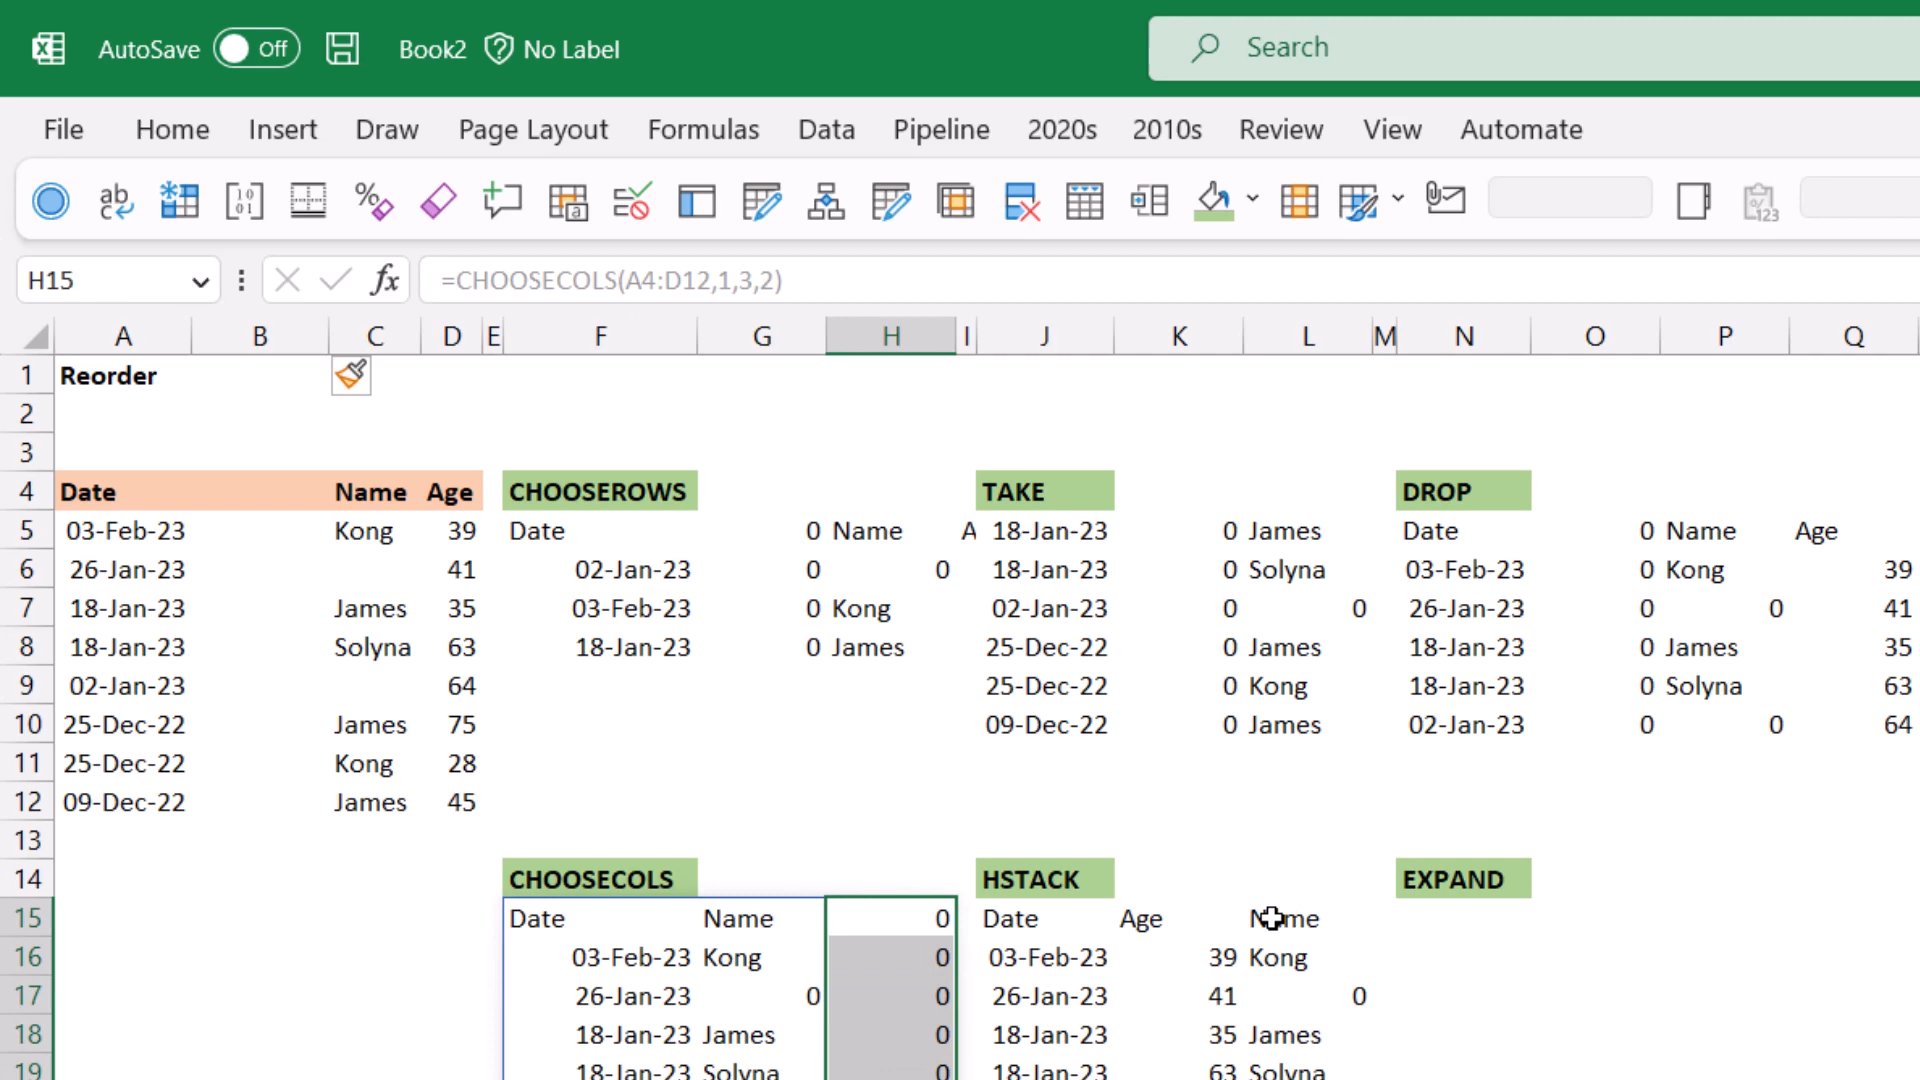 AutoSave Off Book2 No Label Search
File Home Insert Draw Page Layout Formulas Data Pipeline 2020s 2010s Review View Automate
H15 fx =CHOOSECOLS(A4:D12,1,3,2)
A B C D E F G H I J K L M N O P Q
1 Reorder
2
3
4 Date Name Age CHOOSEROWS TAKE DROP
5 03-Feb-23 Kong 39 Date 0 Name A 18-Jan-23 0 James Date 0 Name Age
6 26-Jan-23 41 02-Jan-23 0 0 18-Jan-23 0 Solyna 03-Feb-23 0 Kong 39
7 18-Jan-23 James 35 03-Feb-23 0 Kong 02-Jan-23 0 0 26-Jan-23 0 0 41
8 18-Jan-23 Solyna 63 18-Jan-23 0 James 25-Dec-22 0 James 18-Jan-23 0 James 35
9 02-Jan-23 64 25-Dec-22 0 Kong 18-Jan-23 0 Solyna 63
10 25-Dec-22 James 75 09-Dec-22 0 James 02-Jan-23 0 0 64
11 25-Dec-22 Kong 28
12 09-Dec-22 James 45
13
14 CHOOSECOLS HSTACK EXPAND
15 Date Name 0 Date Age Name
16 03-Feb-23 Kong 0 03-Feb-23 39 Kong
17 26-Jan-23 0 0 26-Jan-23 41 0
18 18-Jan-23 James 0 18-Jan-23 35 James
19 18-Jan-23 Solyna 0 18-Jan-23 63 Solyna